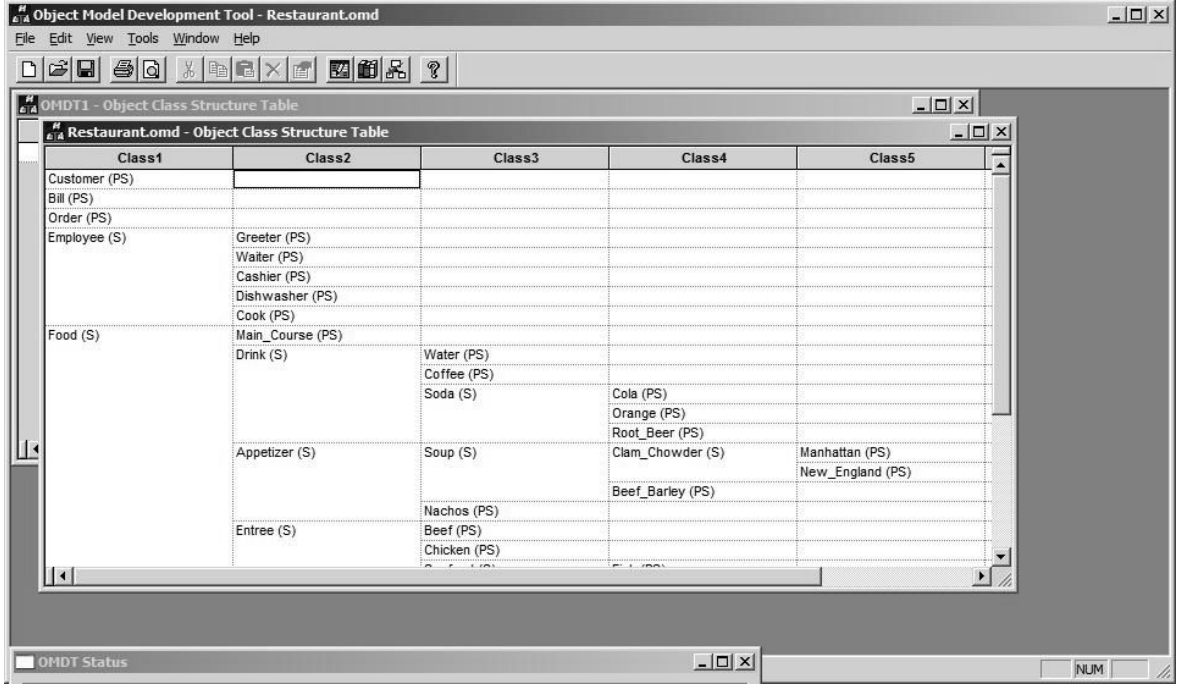 Object Model Development Tool - Restaurant.omd
File Edit View Tools Window Help
OMDT1 - Object Class Structure Table
Restaurant.omd - Object Class Structure Table
Class1 Class2 Class3 Class4 Class5
Customer (PS)
Bill (PS)
Order (PS)
Employee (S) Greeter (PS)
Waiter (PS)
Cashier (PS)
Dishwasher (PS)
Cook (PS)
Food (S) Main_Course (PS)
Drink (S) Water (PS)
Coffee (PS)
Soda (S) Cola (PS)
Orange (PS)
Root_Beer (PS)
Appetizer (S) Soup (S) Clam_Chowder (S) Manhattan (PS)
New_England (PS)
Beef_Barley (PS)
Nachos (PS)
Entree (S) Beef (PS)
Chicken (PS)
OMDT Status
NUM